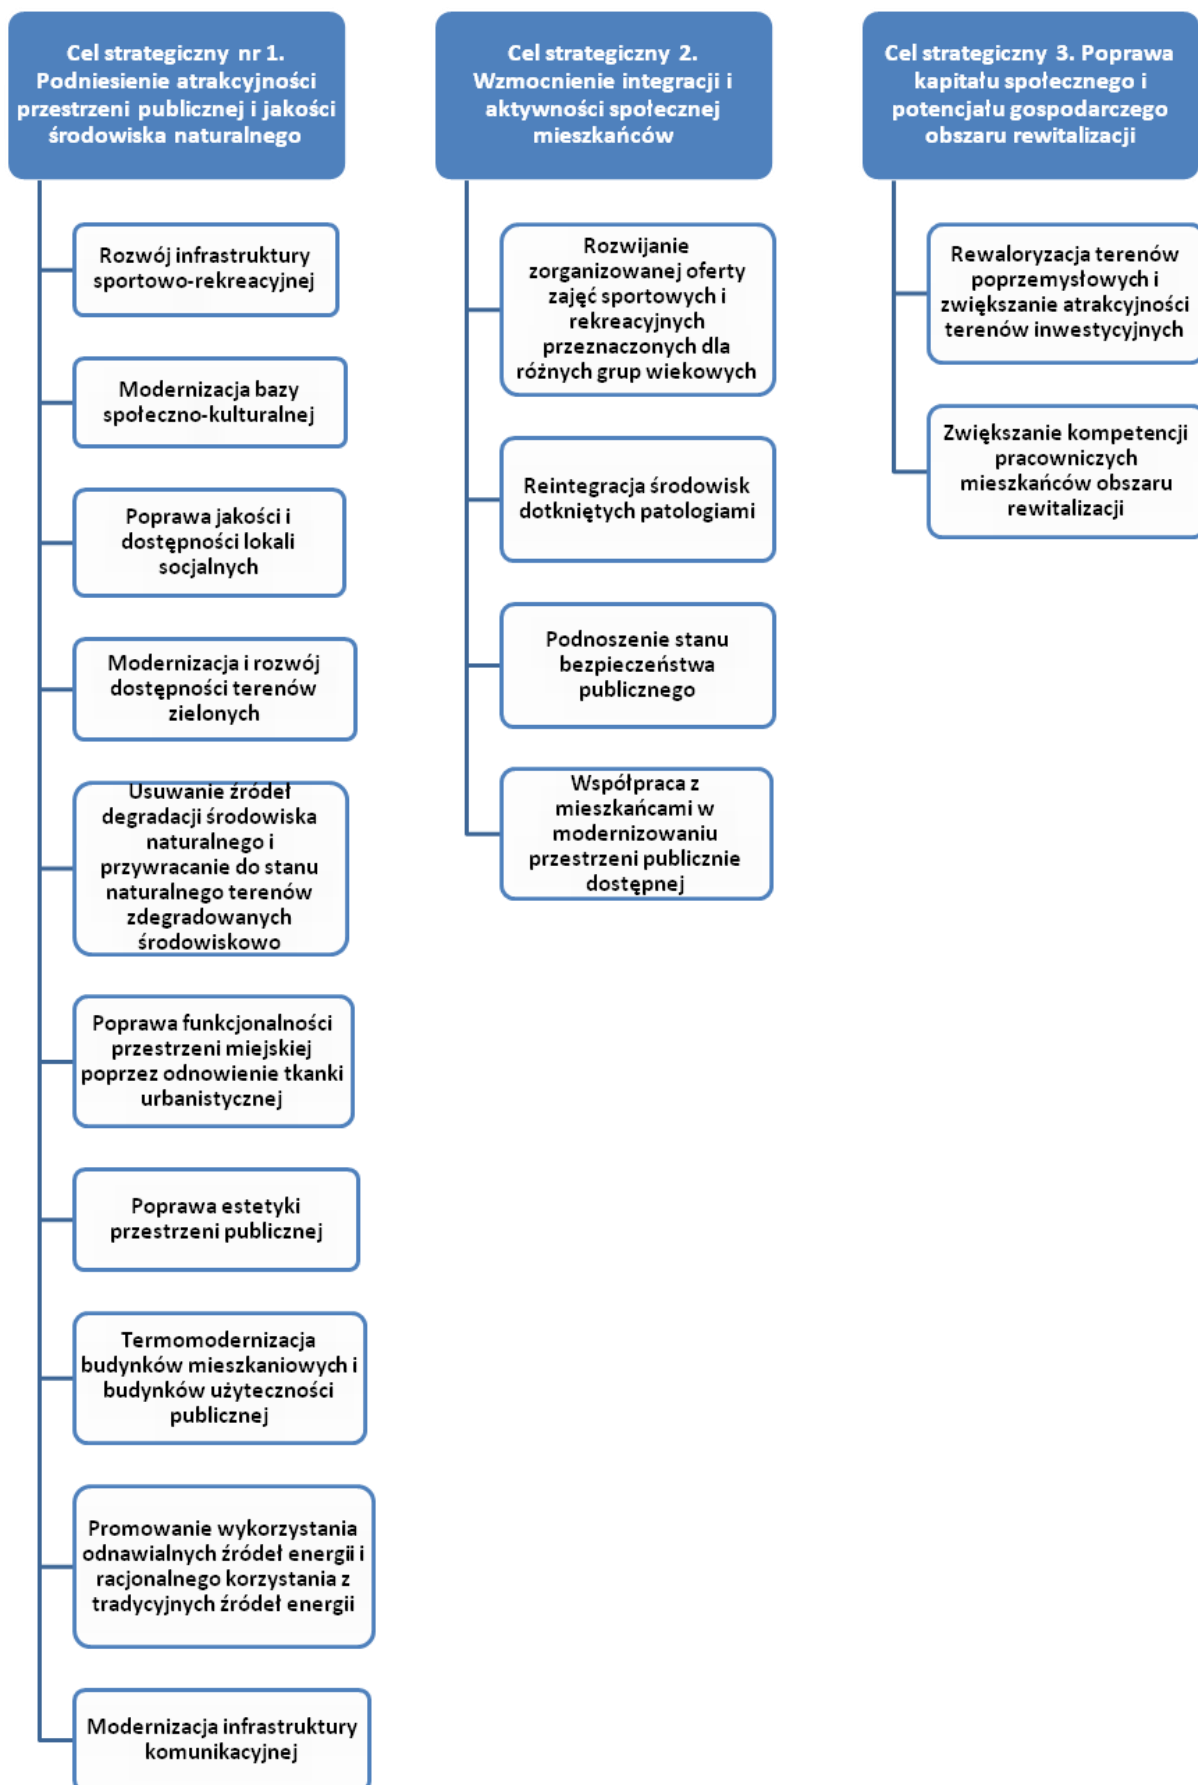 Cel strategiczny nr 1.
Podniesienie atrakcyjności
przestrzeni publicznej i jakości
środowiska naturalnego
Rozwój infrastruktury
sportowo-rekreacyjnej
Modernizacja bazy
społeczno-kulturalnej
Poprawa jakości i
dostępności lokali
socjalnych
Modernizacja i rozwój
dostępności terenów
zielonych
Usuwanie źródeł
degradacji środowiska
naturalnego i
przywracanie do stanu
naturalnego terenów
zdegradowanych
środowiskowo
Poprawa funkcjonalności
przestrzeni miejskiej
poprzez odnowienie tkanki
urbanistycznej
Poprawa estetyki
przestrzeni publicznej
Termomodernizacja
budynków mieszkaniowych i
budynków użyteczności
publicznej
Promowanie wykorzystania
odnawialnych źródeł energii i
racjonalnego korzystania z
tradycyjnych źródeł energii
Modernizacja infrastruktury
komunikacyjnej
Cel strategiczny 2.
Wzmocnienie integracji i
aktywności społecznej
mieszkańców
Rozwijanie
zorganizowanej oferty
zajęć sportowych i
rekreacyjnych
przeznaczonych dla
różnych grup wiekowych
Reintegracja środowisk
dotkniętych patologiami
Podnoszenie stanu
bezpieczeństwa
publicznego
Współpraca z
mieszkańcami w
modernizowaniu
przestrzeni publicznie
dostępnej
Cel strategiczny 3. Poprawa
kapitału społecznego i
potencjału gospodarczego
obszaru rewitalizacji
Rewaloryzacja terenów
poprzemysłowych i
zwiększanie atrakcyjności
terenów inwestycyjnych
Zwiększanie kompetencji
pracowniczych
mieszkańców obszaru
rewitalizacji